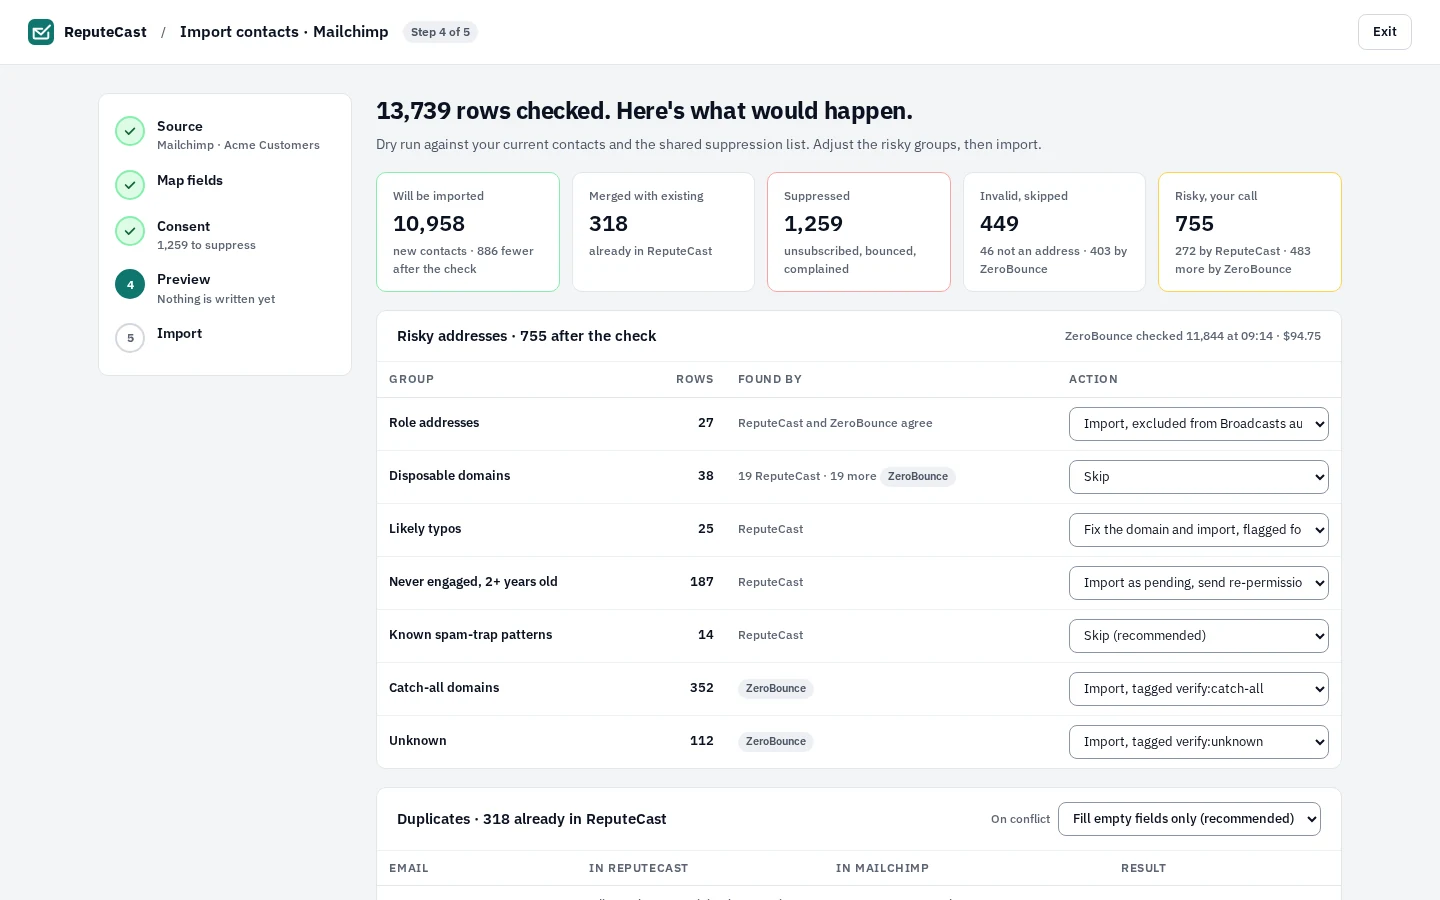 ReputeCast / Import contacts · Mailchimp Step 4 of 5 Exit
Source
Mailchimp · Acme Customers
Map fields
Consent
1,259 to suppress
4 Preview
Nothing is written yet
5 Import
13,739 rows checked. Here's what would happen.
Dry run against your current contacts and the shared suppression list. Adjust the risky groups, then import.
Will be imported
10,958
new contacts · 886 fewer
after the check
Merged with existing
318
already in ReputeCast
Suppressed
1,259
unsubscribed, bounced,
complained
Invalid, skipped
449
46 not an address · 403 by
ZeroBounce
Risky, your call
755
272 by ReputeCast · 483
more by ZeroBounce
Risky addresses · 755 after the check ZeroBounce checked 11,844 at 09:14 · $94.75
GROUP ROWS FOUND BY ACTION
Role addresses 27 ReputeCast and ZeroBounce agree Import, excluded from Broadcasts au
Disposable domains 38 19 ReputeCast · 19 more ZeroBounce Skip
Likely typos 25 ReputeCast Fix the domain and import, flagged fo
Never engaged, 2+ years old 187 ReputeCast Import as pending, send re-permissio
Known spam-trap patterns 14 ReputeCast Skip (recommended)
Catch-all domains 352 ZeroBounce Import, tagged verify:catch-all
Unknown 112 ZeroBounce Import, tagged verify:unknown
Duplicates · 318 already in ReputeCast On conflict Fill empty fields only (recommended)
EMAIL IN REPUTECAST IN MAILCHIMP RESULT